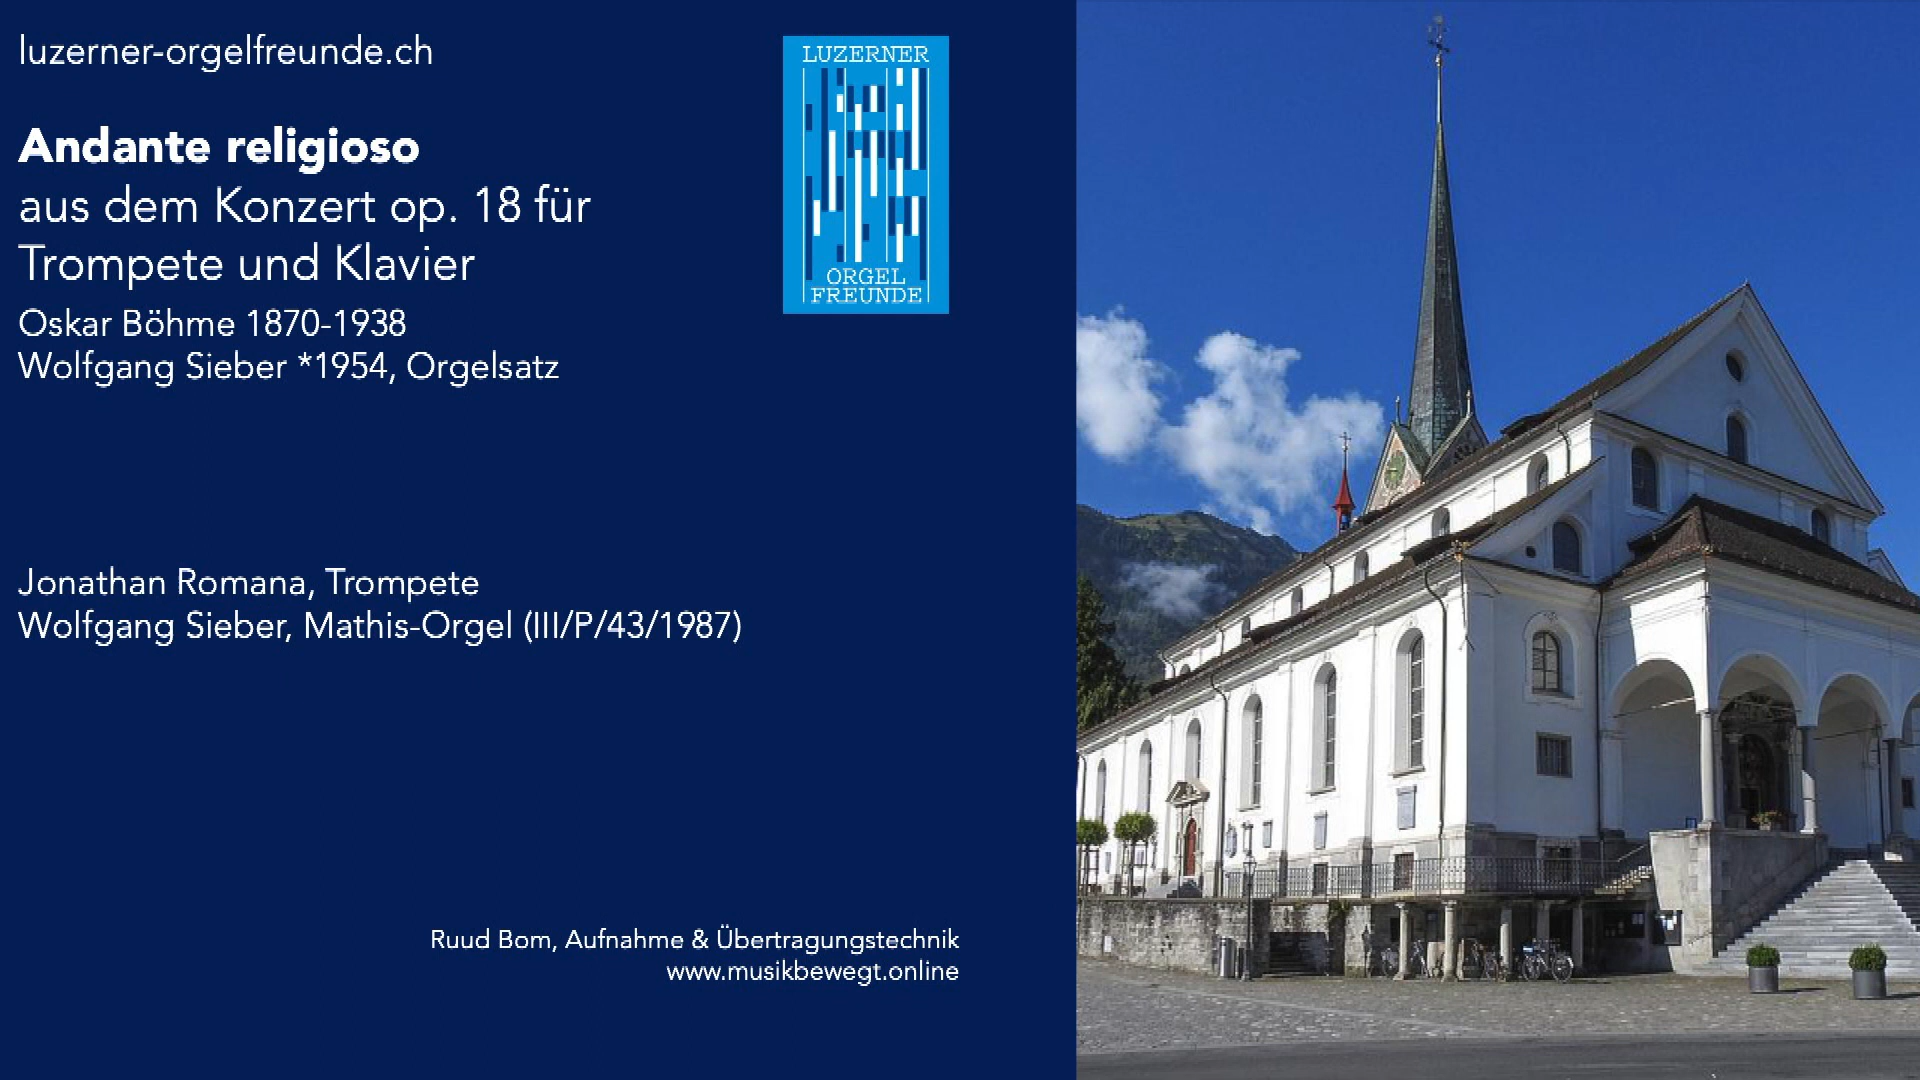 luzerner-orgelfreunde.ch
Andante religioso
aus dem Konzert op. 18 für
Trompete und Klavier
Oskar Böhme 1870-1938
Wolfgang Sieber *1954, Orgelsatz
LUZERNER
ORGEL
FREUNDE
Jonathan Romana, Trompete
Wolfgang Sieber, Mathis-Orgel (III/P/43/1987)
Ruud Bom, Aufnahme & Übertragungstechnik
www.musikbewegt.online